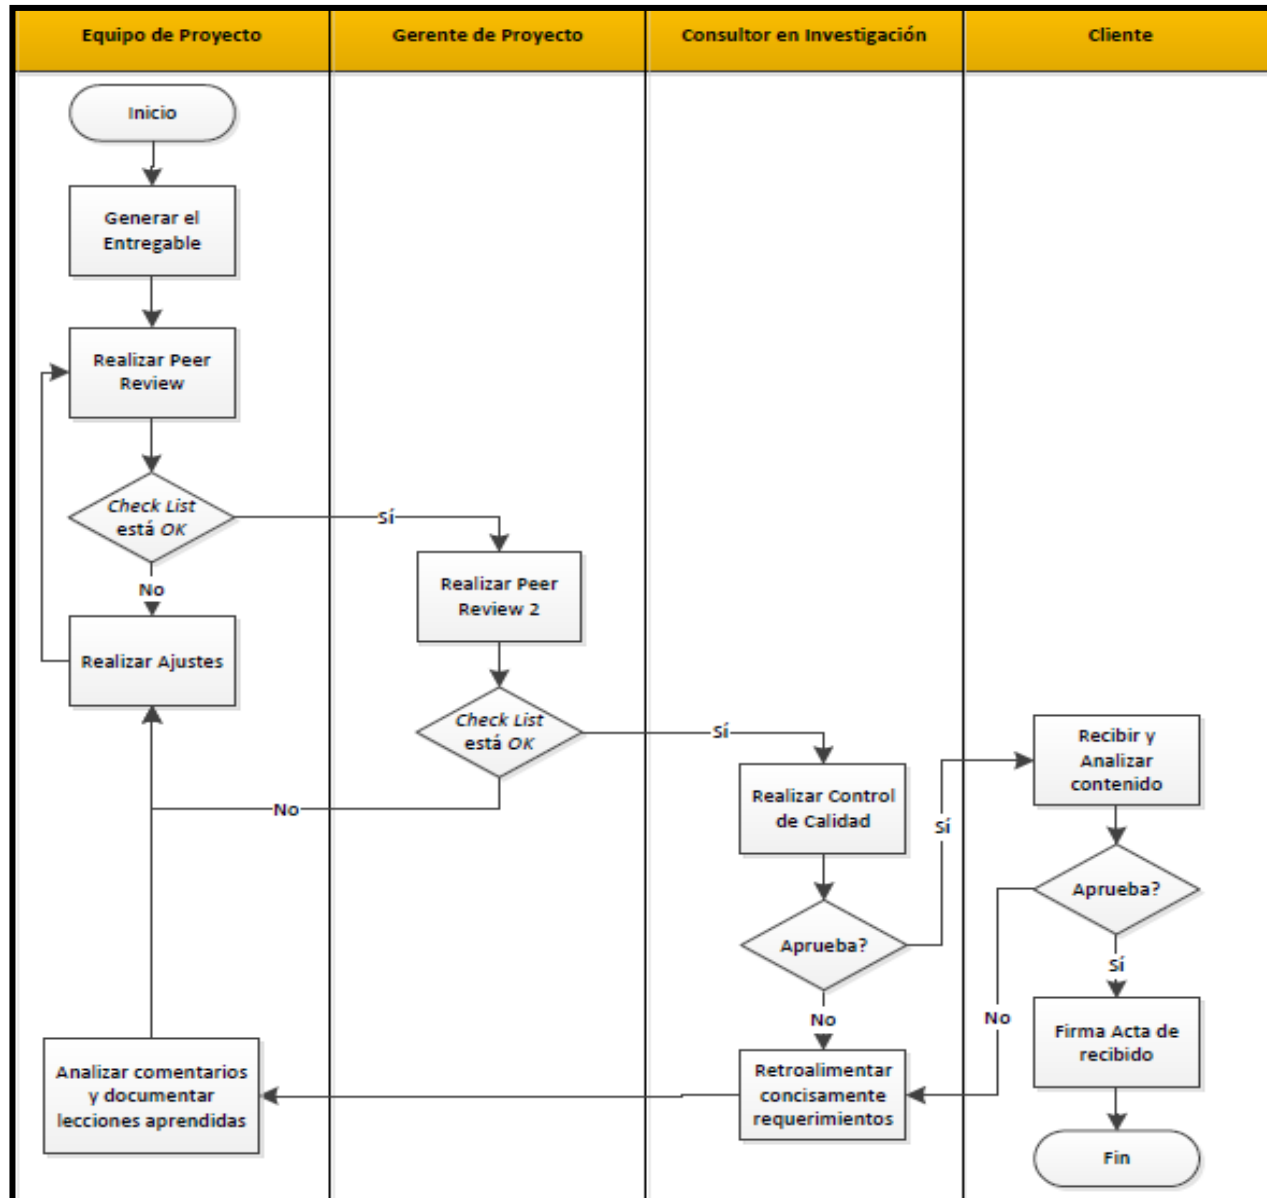 Equipo de Proyecto
Gerente de Proyecto
Consultor en Investigación
Cliente
Inicio
Generar el
Entregable
Realizar Peer
Review
Check List
está OK
Sí
No
Realizar Ajustes
Realizar Peer
Review 2
Check List
está OK
Sí
No
Realizar Control
de Calidad
Aprueba?
Sí
No
Recibir y
Analizar
contenido
Aprueba?
Sí
No
Firma Acta de
recibido
Fin
Retroalimentar
concisamente
requerimientos
Analizar comentarios
y documentar
lecciones aprendidas